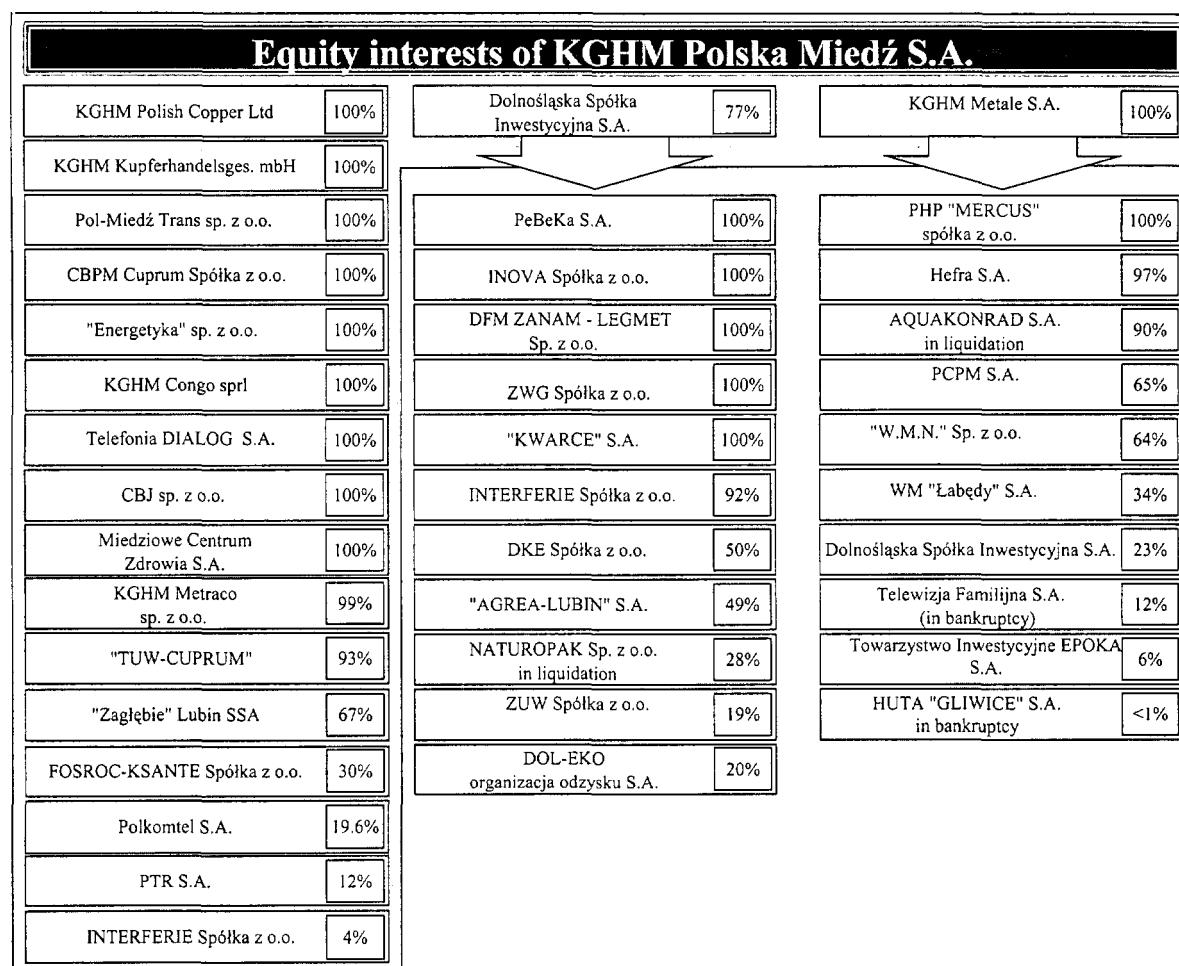 Equity interests of KGHM Polska Miedź S.A.
KGHM Polish Copper Ltd 100%
KGHM Kupferhandelsges. mbH 100%
Pol-Miedź Trans sp. z o.o. 100%
CBPM Cuprum Spółka z o.o. 100%
"Energetyka" sp. z o.o. 100%
KGHM Congo sprl 100%
Telefonia DIALOG S.A. 100%
CBJ sp. z o.o. 100%
Miedziowe Centrum
Zdrowia S.A. 100%
KGHM Metraco
sp. z o.o. 99%
"TUW-CUPRUM" 93%
"Zagłębie" Lubin SSA 67%
FOSROC-KSANTE Spółka z o.o. 30%
Polkomtel S.A. 19.6%
PTR S.A. 12%
INTERFERIE Spółka z o.o. 4%
Dolnośląska Spółka
Inwestycyjna S.A. 77%
PeBeKa S.A. 100%
INOVA Spółka z o.o. 100%
DFM ZANAM - LEGMET
Sp. z o.o. 100%
ZWG Spółka z o.o. 100%
"KWARCE" S.A. 100%
INTERFERIE Spółka z o.o. 92%
DKE Spółka z o.o. 50%
"AGREA-LUBIN" S.A. 49%
NATUROPAK Sp. z o.o.
in liquidation 28%
ZUW Spółka z o.o. 19%
DOL-EKO
organizacja odzysku S.A. 20%
KGHM Metale S.A. 100%
PHP "MERCUS"
spółka z o.o. 100%
Hefra S.A. 97%
AQUAKONRAD S.A.
in liquidation 90%
PCPM S.A. 65%
"W.M.N." Sp. z o.o. 64%
WM "Łabędy" S.A. 34%
Dolnośląska Spółka Inwestycyjna S.A. 23%
Telewizja Familijna S.A.
(in bankruptcy) 12%
Towarzystwo Inwestycyjne EPOKA
S.A. 6%
HUTA "GLIWICE" S.A.
in bankruptcy <1%